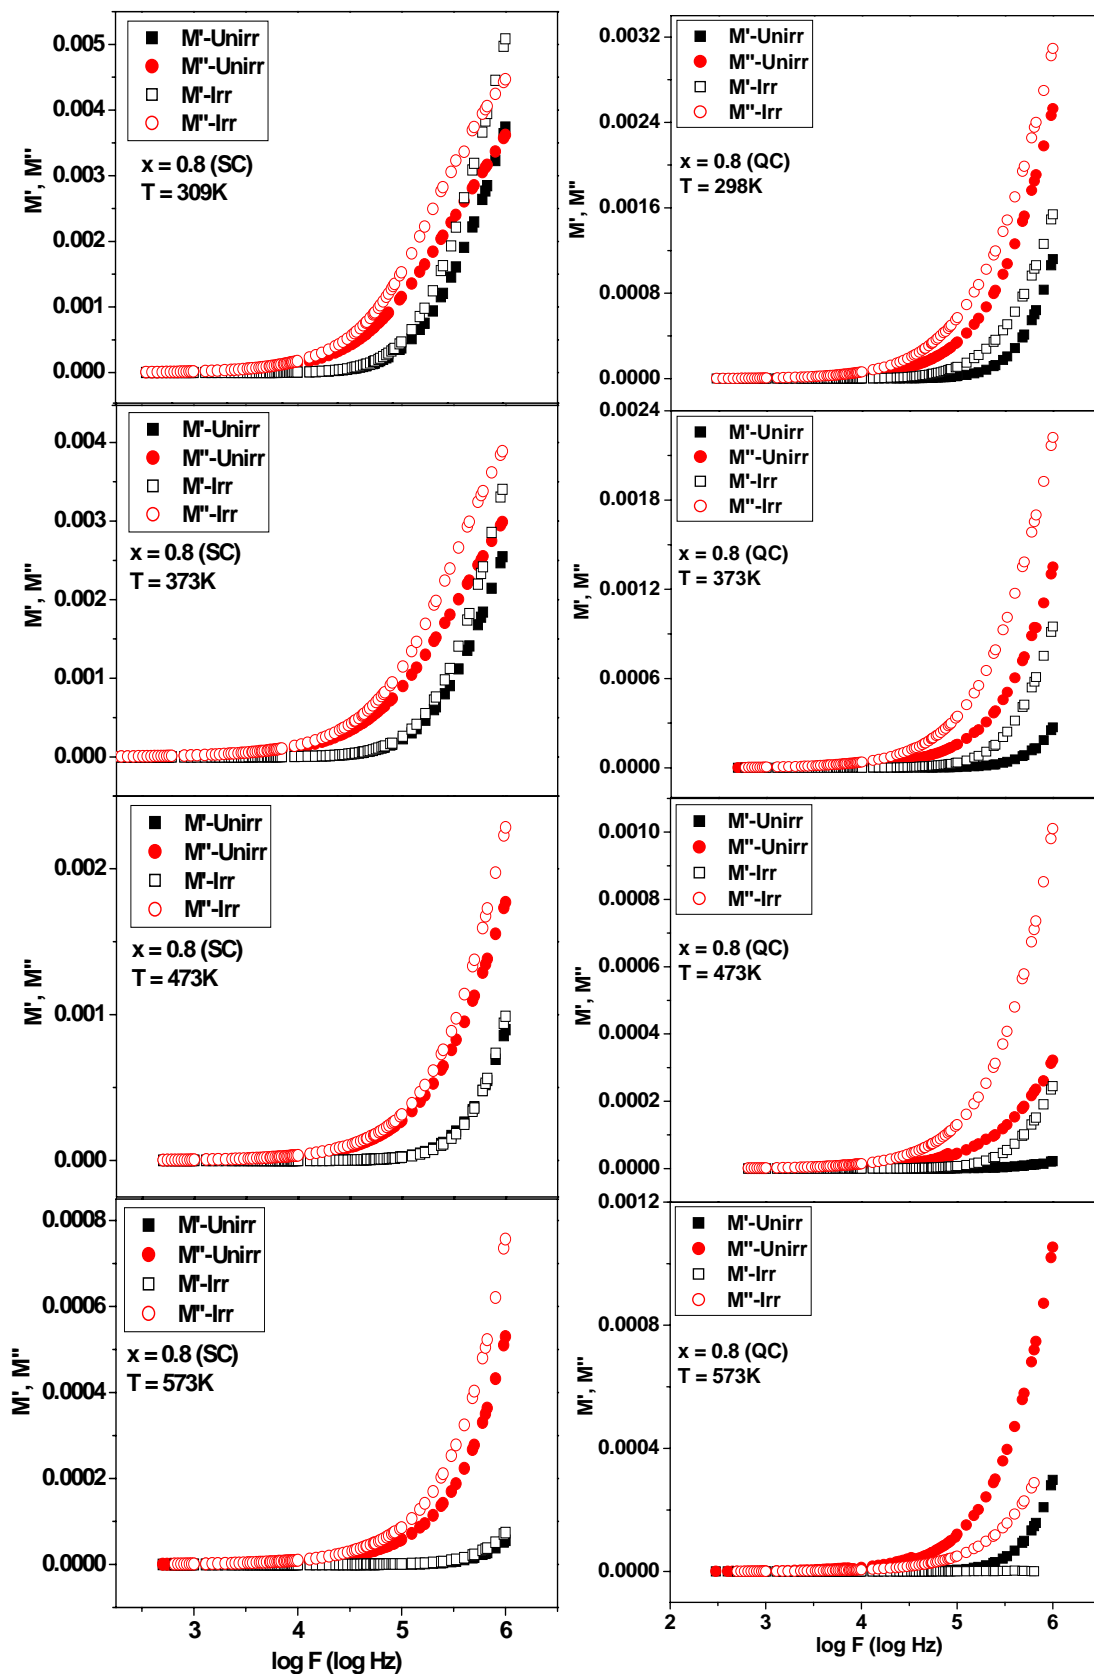 0.005
0.004
0.003
0.002
0.001
0.000
M', M"
M'-Unirr
M"-Unirr
M'-Irr
M"-Irr
x = 0.8 (SC)
T = 309K
0.0032
0.0024
0.0016
0.0008
0.0000
M', M"
M'-Unirr
M"-Unirr
M'-Irr
M"-Irr
x = 0.8 (QC)
T = 298K
0.004
0.003
0.002
0.001
0.000
M', M"
M'-Unirr
M"-Unirr
M'-Irr
M"-Irr
x = 0.8 (SC)
T = 373K
0.0024
0.0018
0.0012
0.0006
0.0000
M', M"
M'-Unirr
M"-Unirr
M'-Irr
M"-Irr
x = 0.8 (QC)
T = 373K
0.002
0.001
0.000
M', M"
M'-Unirr
M"-Unirr
M'-Irr
M"-Irr
x = 0.8 (SC)
T = 473K
0.0010
0.0008
0.0006
0.0004
0.0002
0.0000
M', M"
M'-Unirr
M"-Unirr
M'-Irr
M"-Irr
x = 0.8 (QC)
T = 473K
0.0008
0.0006
0.0004
0.0002
0.0000
M', M"
M'-Unirr
M"-Unirr
M'-Irr
M"-Irr
x = 0.8 (SC)
T = 573K
3 4 5 6
log F (log Hz)
0.0012
0.0008
0.0004
0.0000
M', M"
M'-Unirr
M"-Unirr
M'-Irr
M"-Irr
x = 0.8 (QC)
T = 573K
2 3 4 5 6
log F (log Hz)